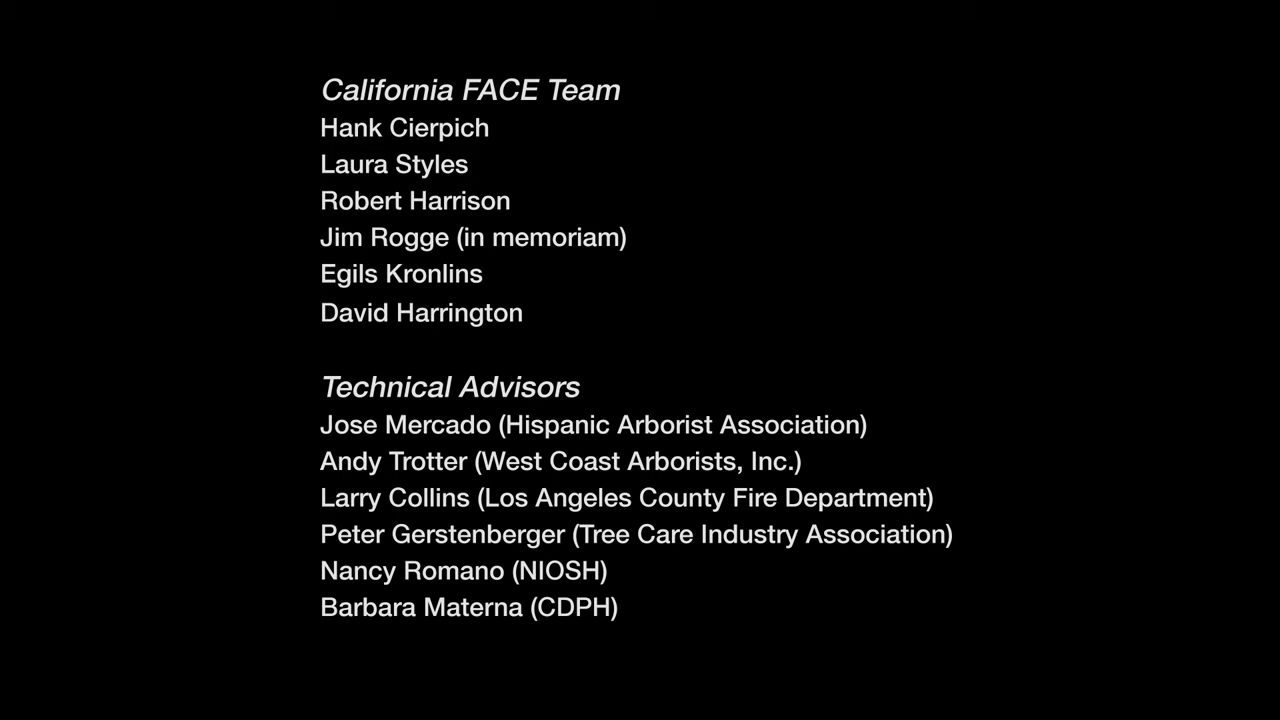 California FACE Team
Hank Cierpich
Laura Styles
Robert Harrison
Jim Rogge (in memoriam)
Egils Kronlins
David Harrington
Technical Advisors
Jose Mercado (Hispanic Arborist Association)
Andy Trotter (West Coast Arborists, Inc.)
Larry Collins (Los Angeles County Fire Department)
Peter Gerstenberger (Tree Care Industry Association)
Nancy Romano (NIOSH)
Barbara Materna (CDPH)